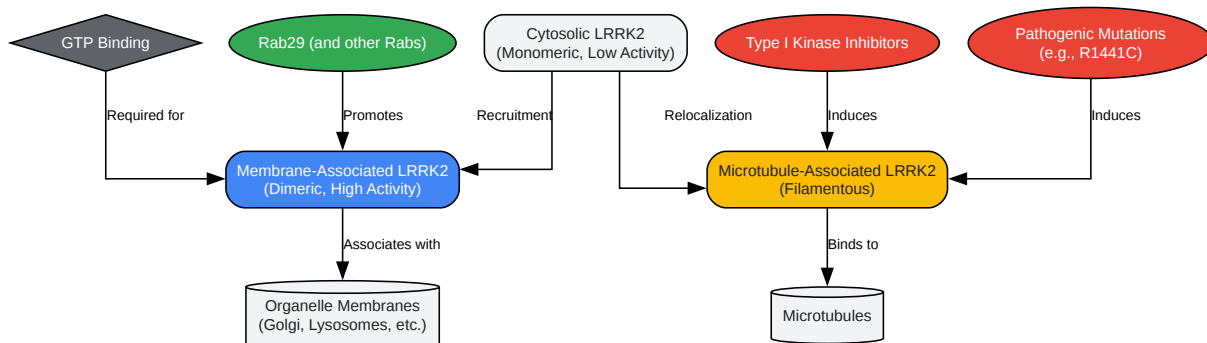 GTP Binding
Rab29 (and other Rabs)
Cytosolic LRRK2
(Monomeric, Low Activity)
Type I Kinase Inhibitors
Pathogenic Mutations
(e.g., R1441C)
Required for
Promotes
Recruitment
Relocalization
Induces
Induces
Membrane-Associated LRRK2
(Dimeric, High Activity)
Microtubule-Associated LRRK2
(Filamentous)
Associates with
Binds to
Organelle Membranes
(Golgi, Lysosomes, etc.)
Microtubules